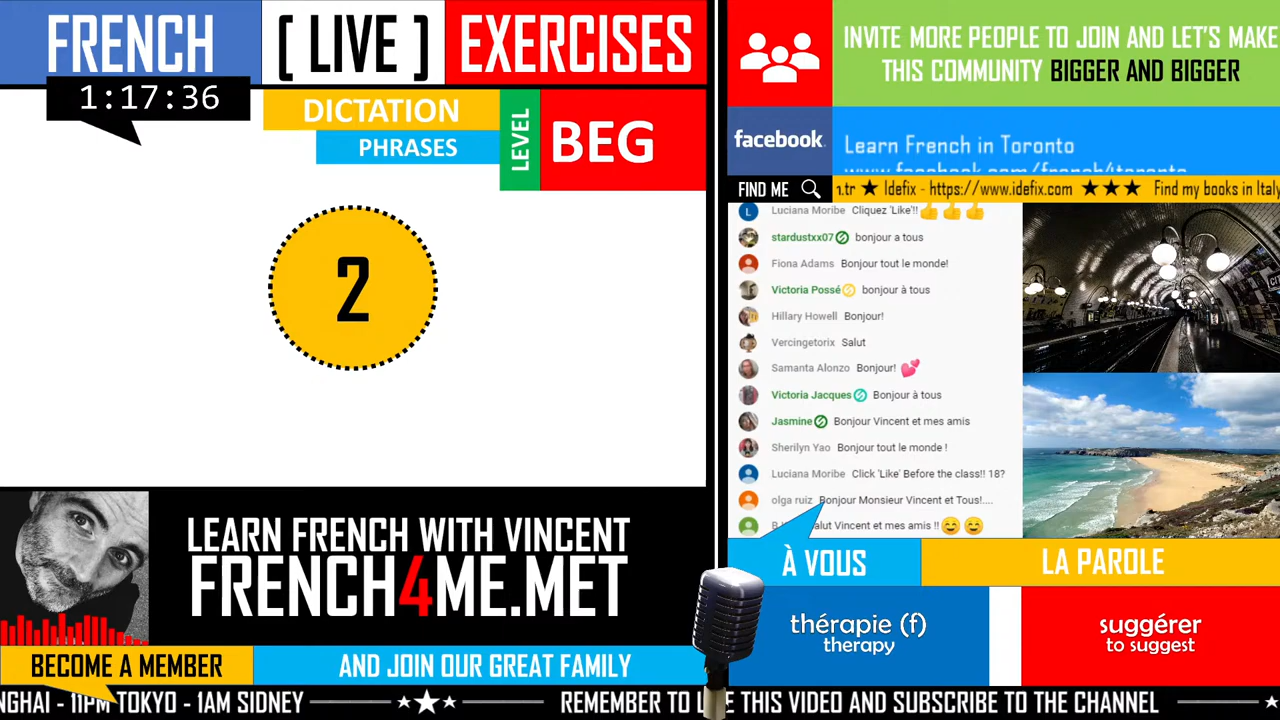 FRENCH
[ LIVE ]
EXERCISES
1:17:36
DICTATION
PHRASES
LEVEL
BEG
2
LEARN FRENCH WITH VINCENT
FRENCH4ME.MET
BECOME A MEMBER
AND JOIN OUR GREAT FAMILY
INVITE MORE PEOPLE TO JOIN AND LET'S MAKE
THIS COMMUNITY BIGGER AND BIGGER
facebook.
Learn French in Toronto
FIND ME
★ Idefix - https://www.idefix.com ★★★ Find my books in Italy
L Luciana Moribe Cliquez 'Like'!! 👍👍👍
stardustxx07 bonjour a tous
Fiona Adams Bonjour tout le monde!
Victoria Possé bonjour à tous
Hillary Howell Bonjour!
Vercingetorix Salut
Samanta Alonzo Bonjour! 💕
Victoria Jacques Bonjour à tous
Jasmine Bonjour Vincent et mes amis
Sherilyn Yao Bonjour tout le monde !
Luciana Moribe Click 'Like' Before the class!! 18?
olga ruiz Bonjour Monsieur Vincent et Tous!....
Vincent et mes amis !! 😊 😊
À VOUS
LA PAROLE
thérapie (f)
therapy
suggérer
to suggest
11PM TOKYO - 1AM SIDNEY
REMEMBER TO THIS VIDEO AND SUBSCRIBE TO THE CHANNEL